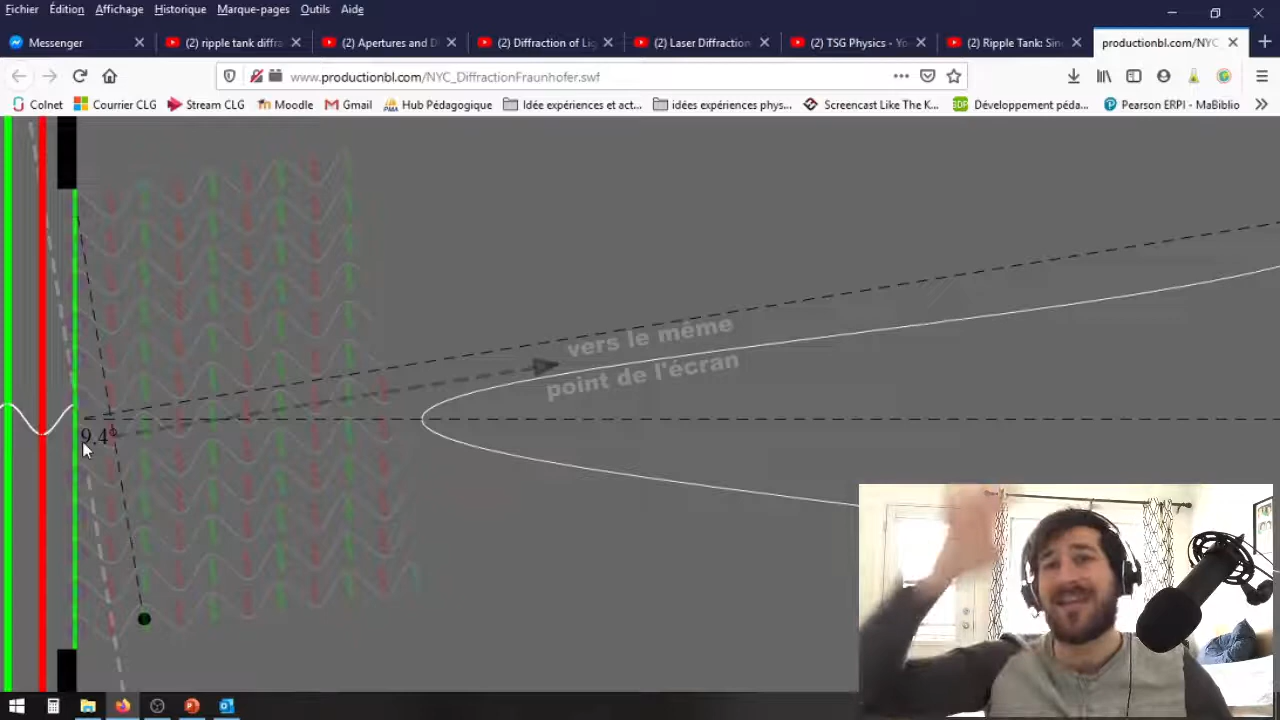 Fichier Édition Affichage Historique Marque-pages Outils Aide
Messenger (2) ripple tank diffra (2) Apertures and D (2) Diffraction of Lig (2) Laser Diffraction (2) TSG Physics - Yo (2) Ripple Tank: Sin productionbl.com/NYC_
www.productionbl.com/NYC_DiffractionFraunhofer.swf
Colnet Courrier CLG Stream CLG Moodle Gmail Hub Pédagogique Idée expériences et act... idées expériences phys... Screencast Like The K... Développement péda... Pearson ERPI - MaBiblio
vers le même
point de l'écran
9.4°